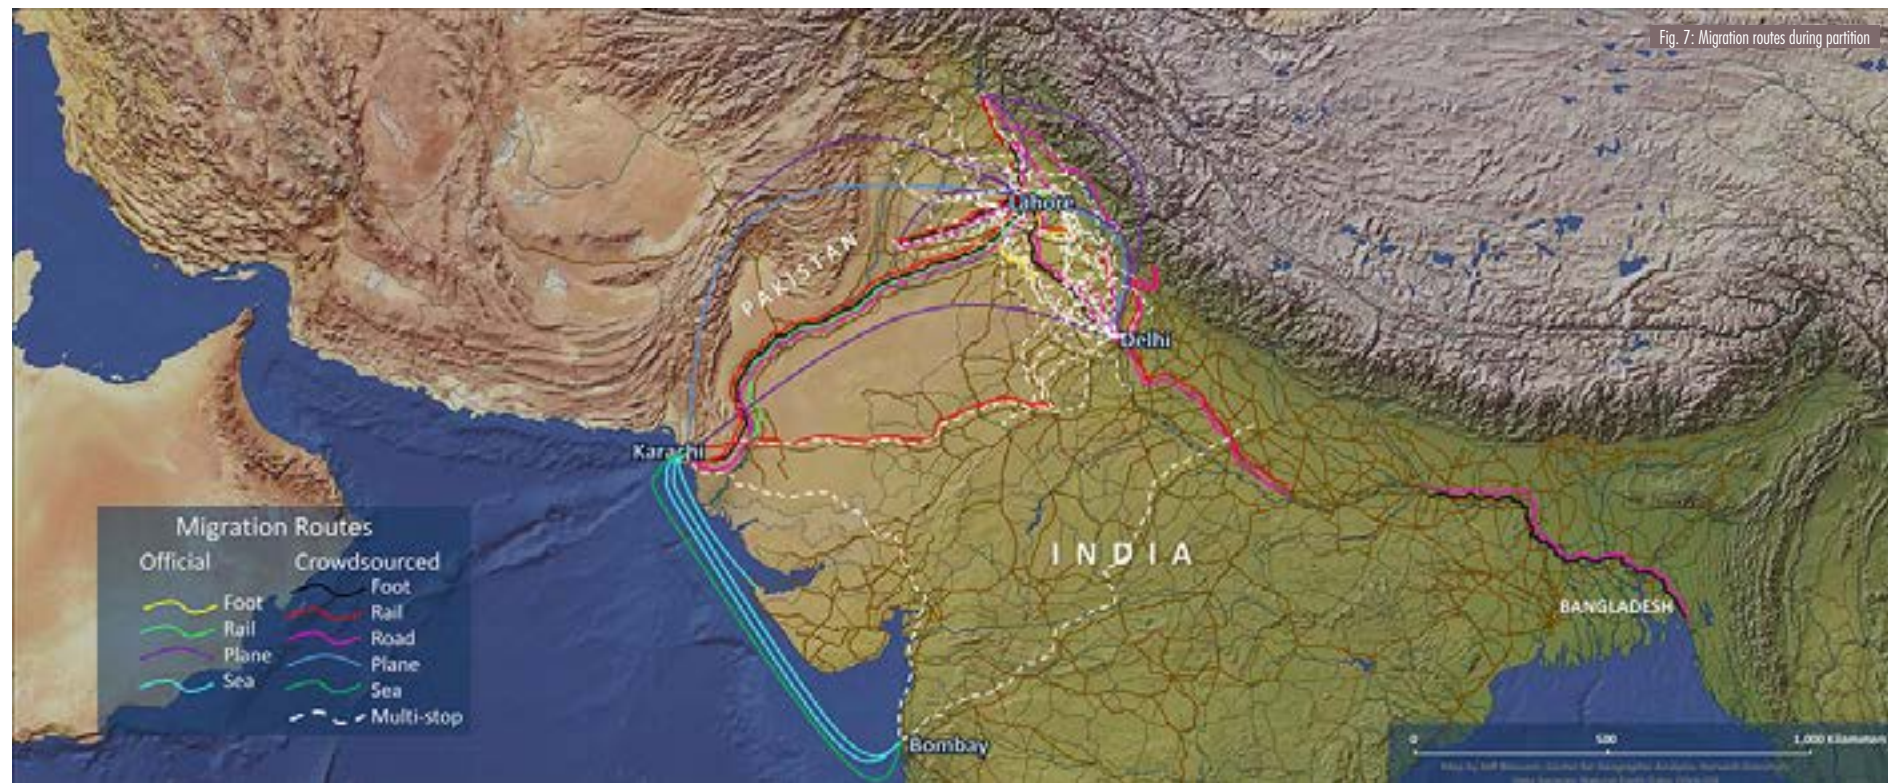 Fig. 7: Migration routes during partition
Lahore
PAKISTAN
Delhi
Karachi
INDIA
BANGLADESH
Bombay
Migration Routes
Official
Foot
Rail
Plane
Sea
Crowdsourced
Foot
Rail
Road
Plane
Sea
Multi-stop
0 500 1,000 Kilometers